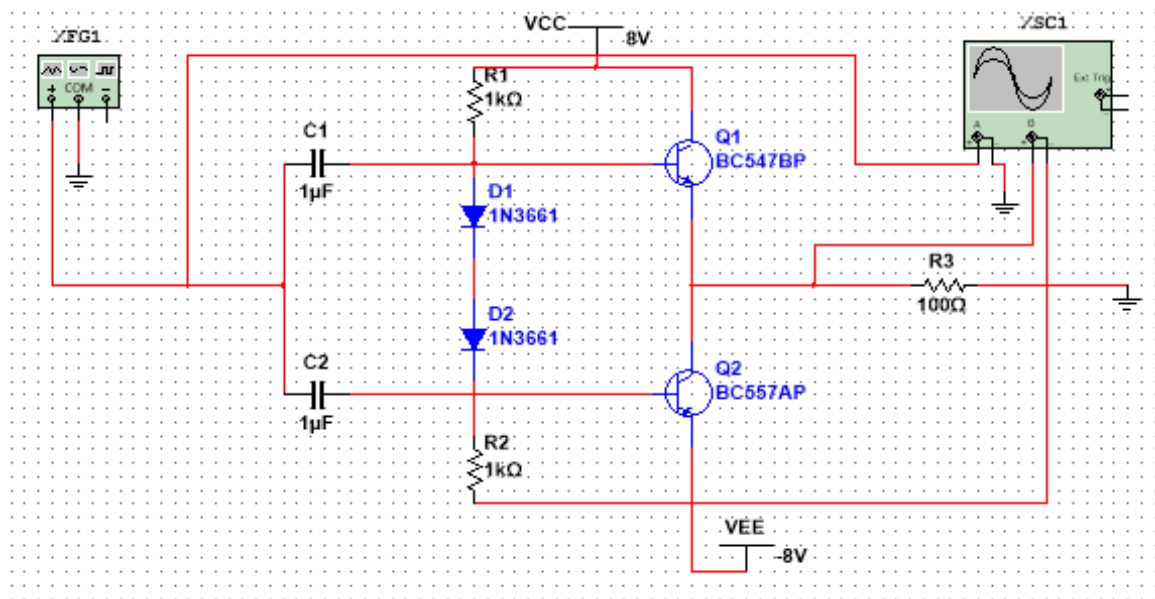 XFG1
COM
VCC
8V
XSC1
Ext Trig
A
B
R1
1kΩ
C1
1µF
Q1
BC547BP
D1
1N3661
R3
100Ω
D2
1N3661
C2
1µF
Q2
BC557AP
R2
1kΩ
VEE
-8V